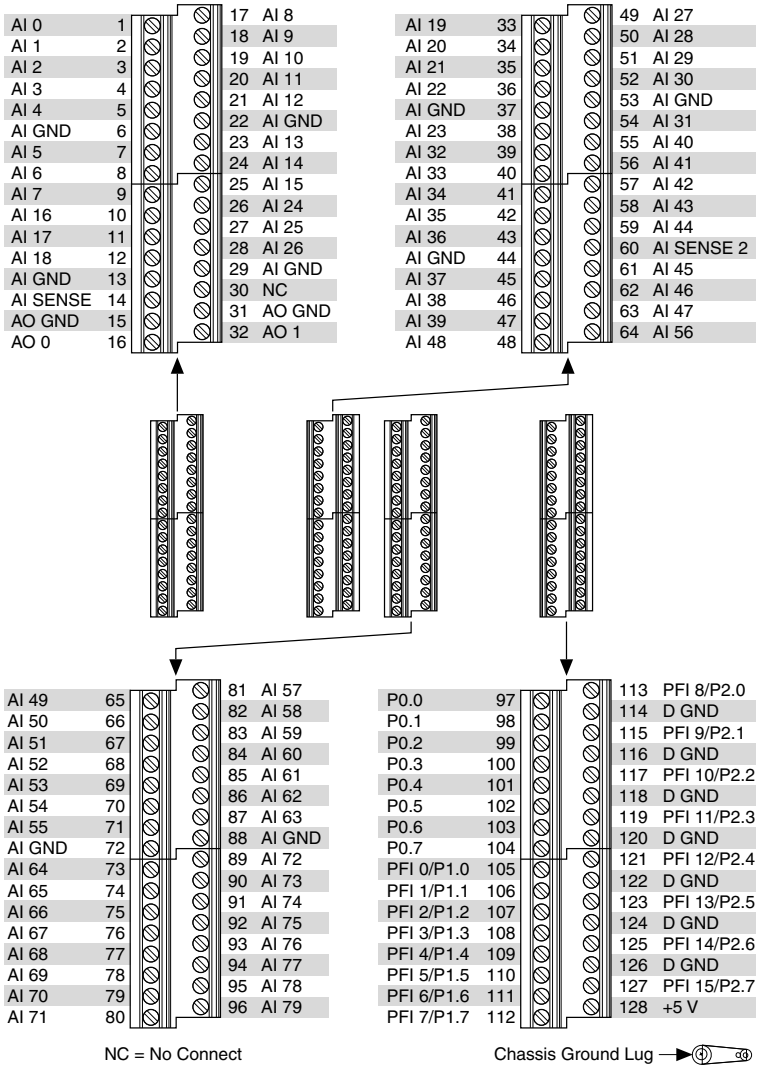 AI 0 1
AI 1 2
AI 2 3
AI 3 4
AI 4 5
AI GND 6
AI 5 7
AI 6 8
AI 7 9
AI 16 10
AI 17 11
AI 18 12
AI GND 13
AI SENSE 14
AO GND 15
AO 0 16
17 AI 8
18 AI 9
19 AI 10
20 AI 11
21 AI 12
22 AI GND
23 AI 13
24 AI 14
25 AI 15
26 AI 24
27 AI 25
28 AI 26
29 AI GND
30 NC
31 AO GND
32 AO 1
AI 19 33
AI 20 34
AI 21 35
AI 22 36
AI GND 37
AI 23 38
AI 32 39
AI 33 40
AI 34 41
AI 35 42
AI 36 43
AI GND 44
AI 37 45
AI 38 46
AI 39 47
AI 48 48
49 AI 27
50 AI 28
51 AI 29
52 AI 30
53 AI GND
54 AI 31
55 AI 40
56 AI 41
57 AI 42
58 AI 43
59 AI 44
60 AI SENSE 2
61 AI 45
62 AI 46
63 AI 47
64 AI 56
AI 49 65
AI 50 66
AI 51 67
AI 52 68
AI 53 69
AI 54 70
AI 55 71
AI GND 72
AI 64 73
AI 65 74
AI 66 75
AI 67 76
AI 68 77
AI 69 78
AI 70 79
AI 71 80
81 AI 57
82 AI 58
83 AI 59
84 AI 60
85 AI 61
86 AI 62
87 AI 63
88 AI GND
89 AI 72
90 AI 73
91 AI 74
92 AI 75
93 AI 76
94 AI 77
95 AI 78
96 AI 79
P0.0 97
P0.1 98
P0.2 99
P0.3 100
P0.4 101
P0.5 102
P0.6 103
P0.7 104
PFI 0/P1.0 105
PFI 1/P1.1 106
PFI 2/P1.2 107
PFI 3/P1.3 108
PFI 4/P1.4 109
PFI 5/P1.5 110
PFI 6/P1.6 111
PFI 7/P1.7 112
113 PFI 8/P2.0
114 D GND
115 PFI 9/P2.1
116 D GND
117 PFI 10/P2.2
118 D GND
119 PFI 11/P2.3
120 D GND
121 PFI 12/P2.4
122 D GND
123 PFI 13/P2.5
124 D GND
125 PFI 14/P2.6
126 D GND
127 PFI 15/P2.7
128 +5 V
NC = No Connect
Chassis Ground Lug